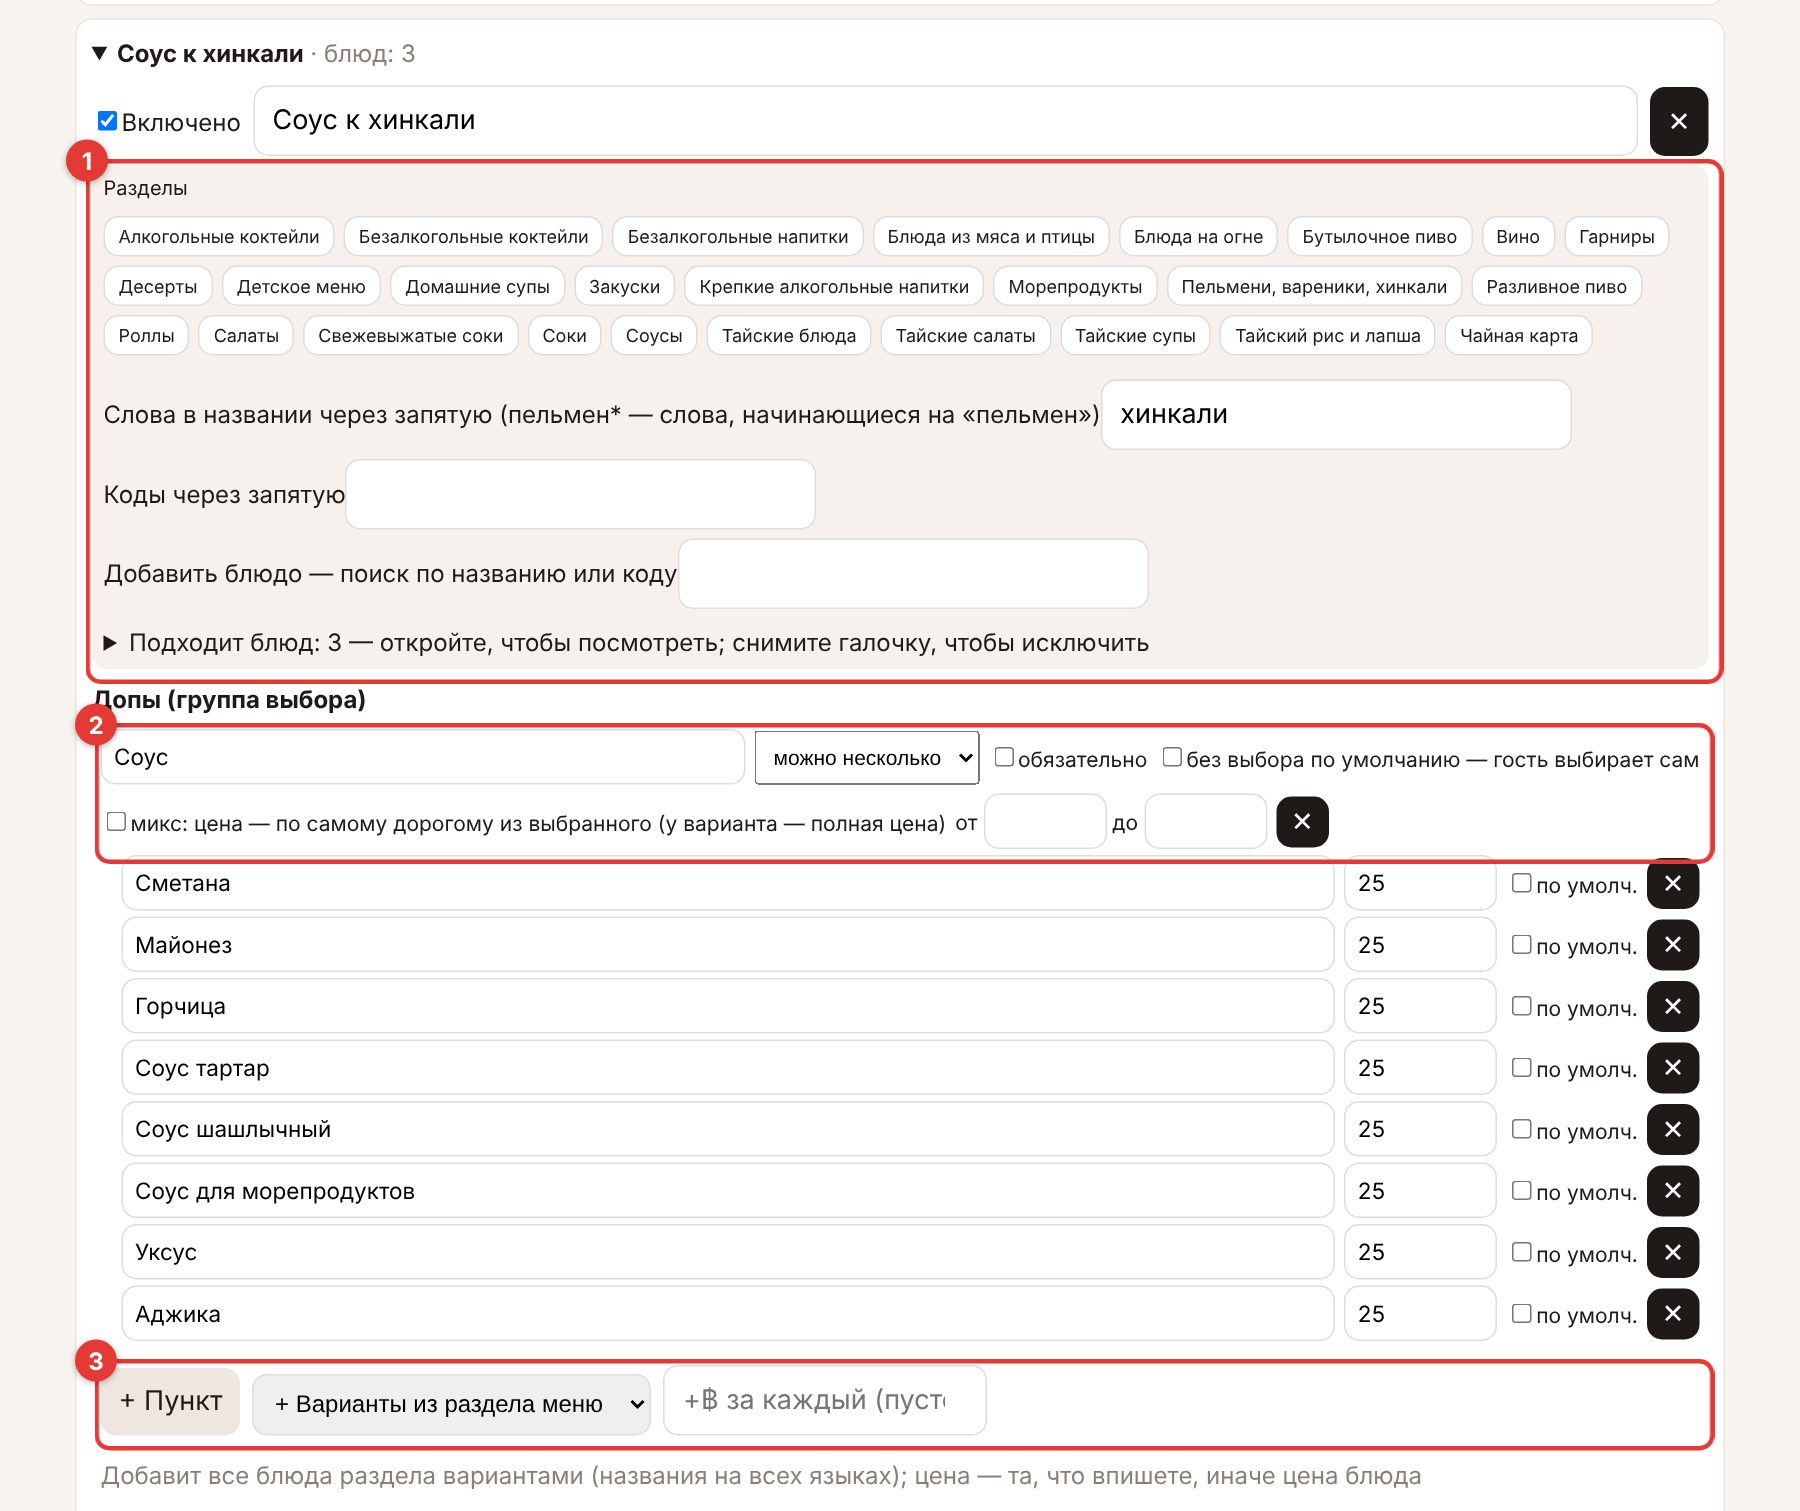 ▼ Соус к хинкали · блюд: 3
Включено Соус к хинкали ✕
1
Разделы
Алкогольные коктейли Безалкогольные коктейли Безалкогольные напитки Блюда из мяса и птицы Блюда на огне Бутылочное пиво Вино Гарниры
Десерты Детское меню Домашние супы Закуски Крепкие алкогольные напитки Морепродукты Пельмени, вареники, хинкали Разливное пиво
Роллы Салаты Свежевыжатые соки Соки Соусы Тайские блюда Тайские салаты Тайские супы Тайский рис и лапша Чайная карта
Слова в названии через запятую (пельмен* — слова, начинающиеся на «пельмен») хинкали
Коды через запятую
Добавить блюдо — поиск по названию или коду
▶ Подходит блюд: 3 — откройте, чтобы посмотреть; снимите галочку, чтобы исключить
Допы (группа выбора)
2
Соус можно несколько обязательно без выбора по умолчанию — гость выбирает сам
микс: цена — по самому дорогому из выбранного (у варианта — полная цена) от до ✕
Сметана 25 по умолч. ✕
Майонез 25 по умолч. ✕
Горчица 25 по умолч. ✕
Соус тартар 25 по умолч. ✕
Соус шашлычный 25 по умолч. ✕
Соус для морепродуктов 25 по умолч. ✕
Уксус 25 по умолч. ✕
Аджика 25 по умолч. ✕
3
+ Пункт + Варианты из раздела меню +฿ за каждый (пуст
Добавит все блюда раздела вариантами (названия на всех языках); цена — та, что впишете, иначе цена блюда